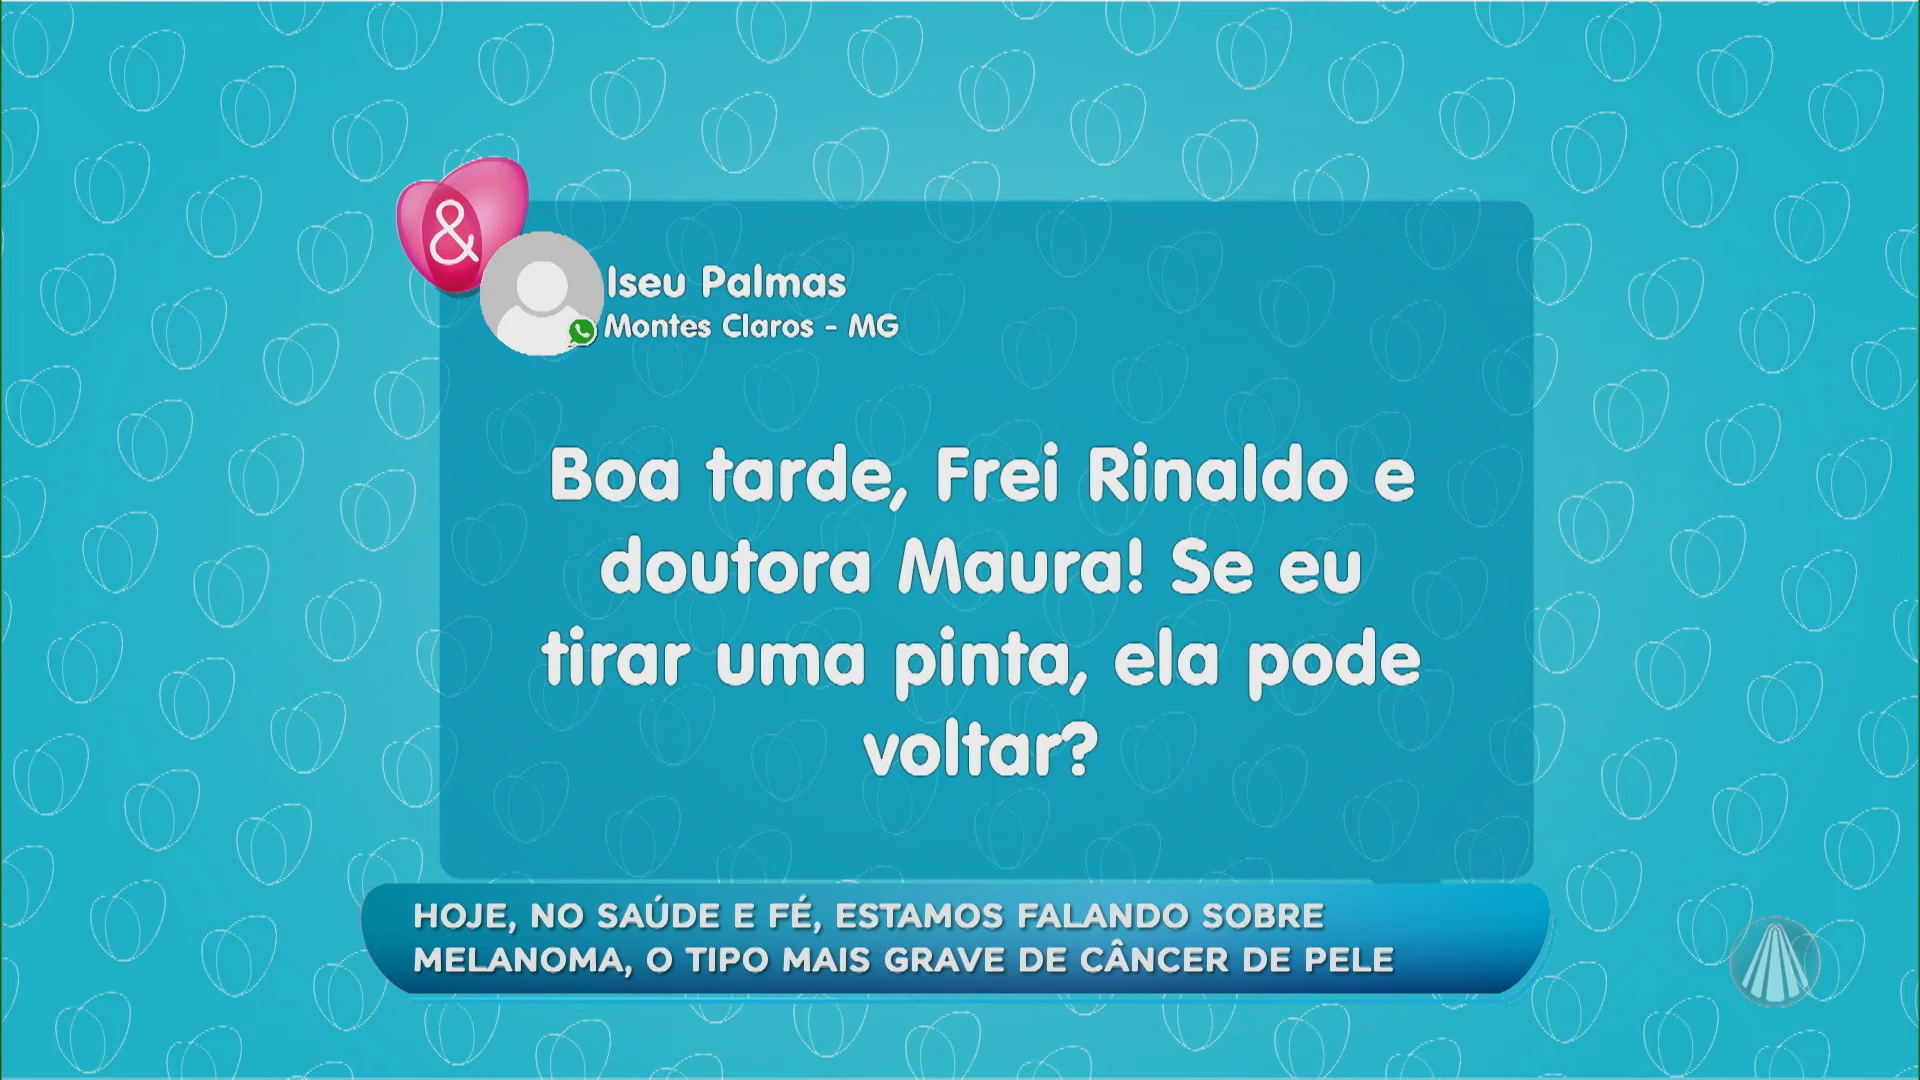 &
Iseu Palmas
Montes Claros - MG
Boa tarde, Frei Rinaldo e
doutora Maura! Se eu
tirar uma pinta, ela pode
voltar?
HOJE, NO SAÚDE E FÉ, ESTAMOS FALANDO SOBRE
MELANOMA, O TIPO MAIS GRAVE DE CÂNCER DE PELE